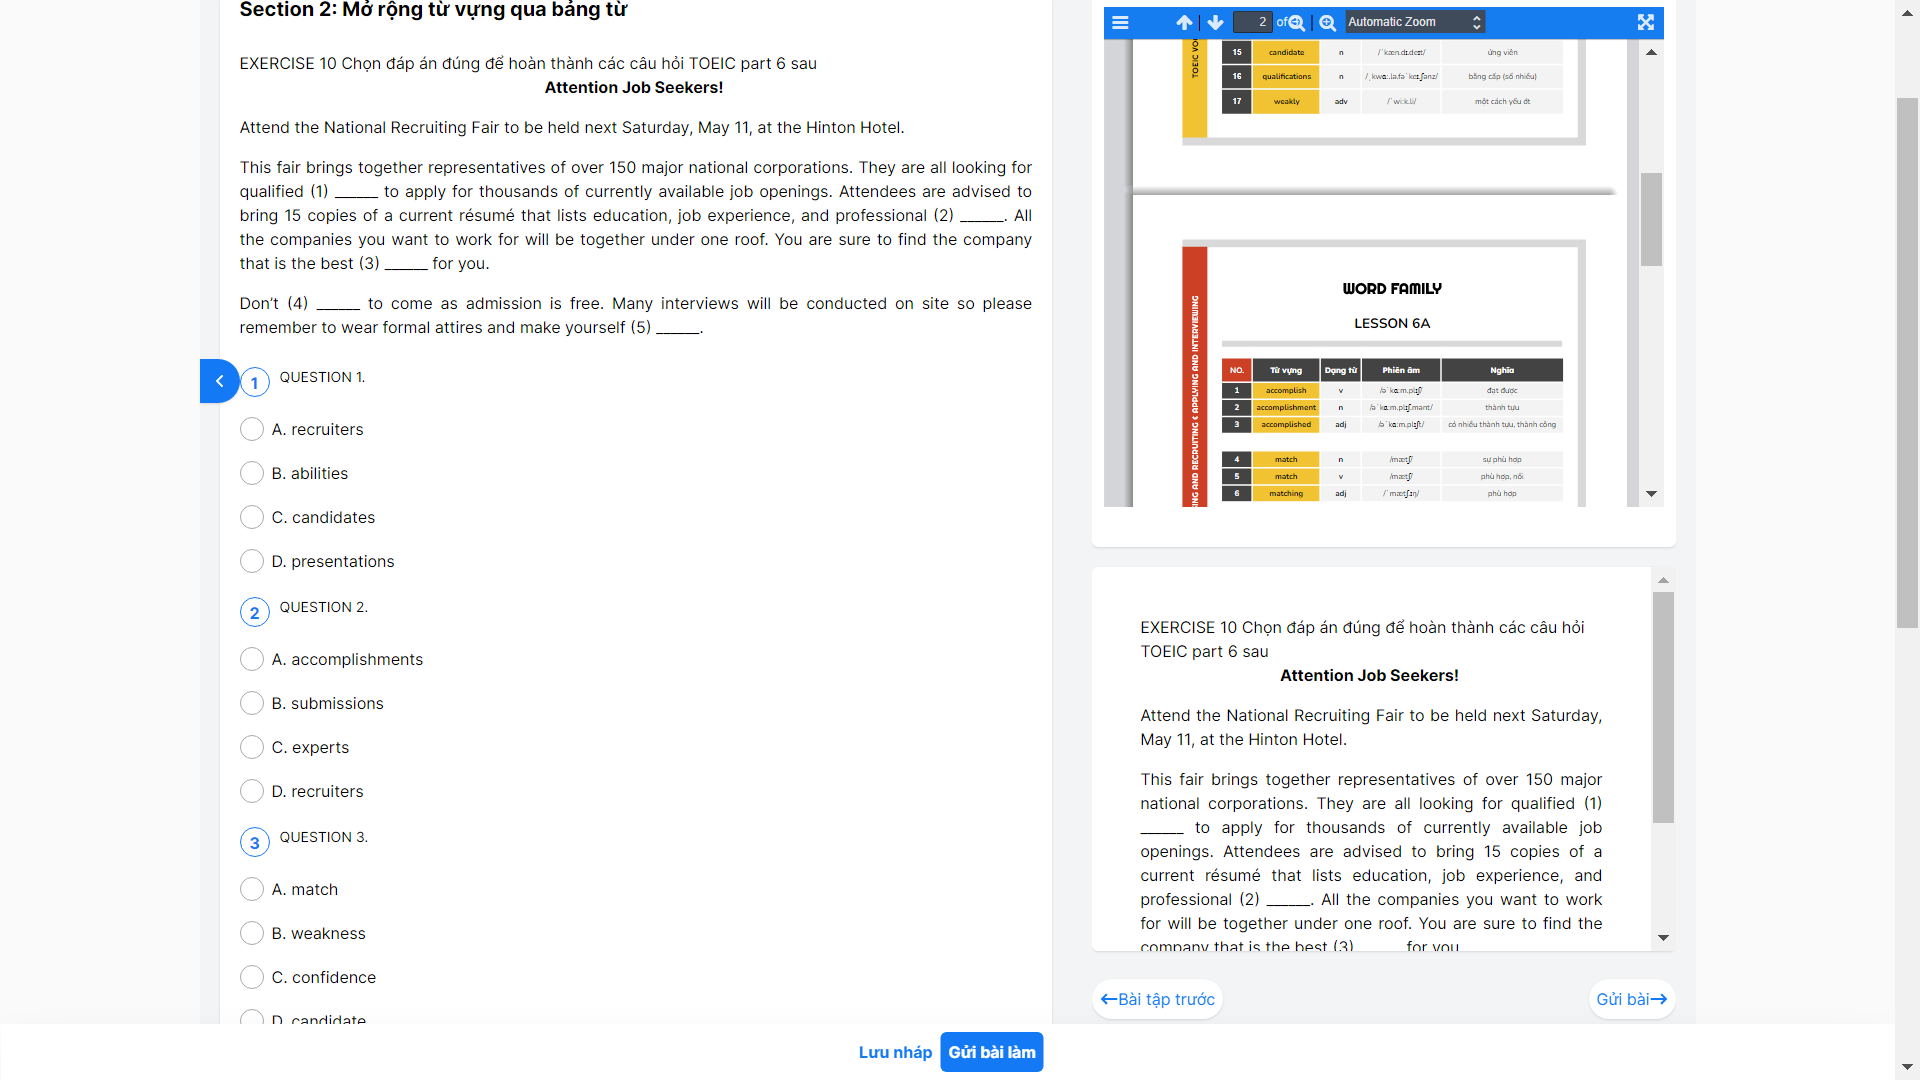 Section 2: Mở rộng từ vựng qua bảng từ
EXERCISE 10 Chọn đáp án đúng để hoàn thành các câu hỏi TOEIC part 6 sau
Attention Job Seekers!
Attend the National Recruiting Fair to be held next Saturday, May 11, at the Hinton Hotel.
This fair brings together representatives of over 150 major national corporations. They are all looking for
qualified (1) ______ to apply for thousands of currently available job openings. Attendees are advised to
bring 15 copies of a current résumé that lists education, job experience, and professional (2) ______. All
the companies you want to work for will be together under one roof. You are sure to find the company
that is the best (3) ______ for you.
Don't (4) ______ to come as admission is free. Many interviews will be conducted on site so please
remember to wear formal attires and make yourself (5) ______.
1 QUESTION 1.
A. recruiters
B. abilities
C. candidates
D. presentations
2 QUESTION 2.
A. accomplishments
B. submissions
C. experts
D. recruiters
3 QUESTION 3.
A. match
B. weakness
C. confidence
D. candidate
2 of Automatic Zoom
TOEIC VO
15 candidate n /ˈkæn.dɪ.deɪt/ ứng viên
16 qualifications n /ˌkwɑː.lə.fəˈkeɪ.ʃənz/ bằng cấp (số nhiều)
17 weakly adv /ˈwiːk.li/ một cách yếu ớt
WORD FAMILY
LESSON 6A
ING AND RECRUITING & APPLYING AND INTERVIEWING
NO. Từ vựng Dạng từ Phiên âm Nghĩa
1 accomplish v /əˈkɑːm.plɪʃ/ đạt được
2 accomplishment n /əˈkɑːm.plɪʃ.mənt/ thành tựu
3 accomplished adj /əˈkɑːm.plɪʃt/ có nhiều thành tựu, thành công
4 match n /mætʃ/ sự phù hợp
5 match v /mætʃ/ phù hợp, nối
6 matching adj /ˈmætʃ.ɪŋ/ phù hợp
EXERCISE 10 Chọn đáp án đúng để hoàn thành các câu hỏi
TOEIC part 6 sau
Attention Job Seekers!
Attend the National Recruiting Fair to be held next Saturday,
May 11, at the Hinton Hotel.
This fair brings together representatives of over 150 major
national corporations. They are all looking for qualified (1)
______ to apply for thousands of currently available job
openings. Attendees are advised to bring 15 copies of a
current résumé that lists education, job experience, and
professional (2) ______. All the companies you want to work
for will be together under one roof. You are sure to find the
company that is the best (3) for you
Bài tập trước
Gửi bài
Lưu nháp
Gửi bài làm